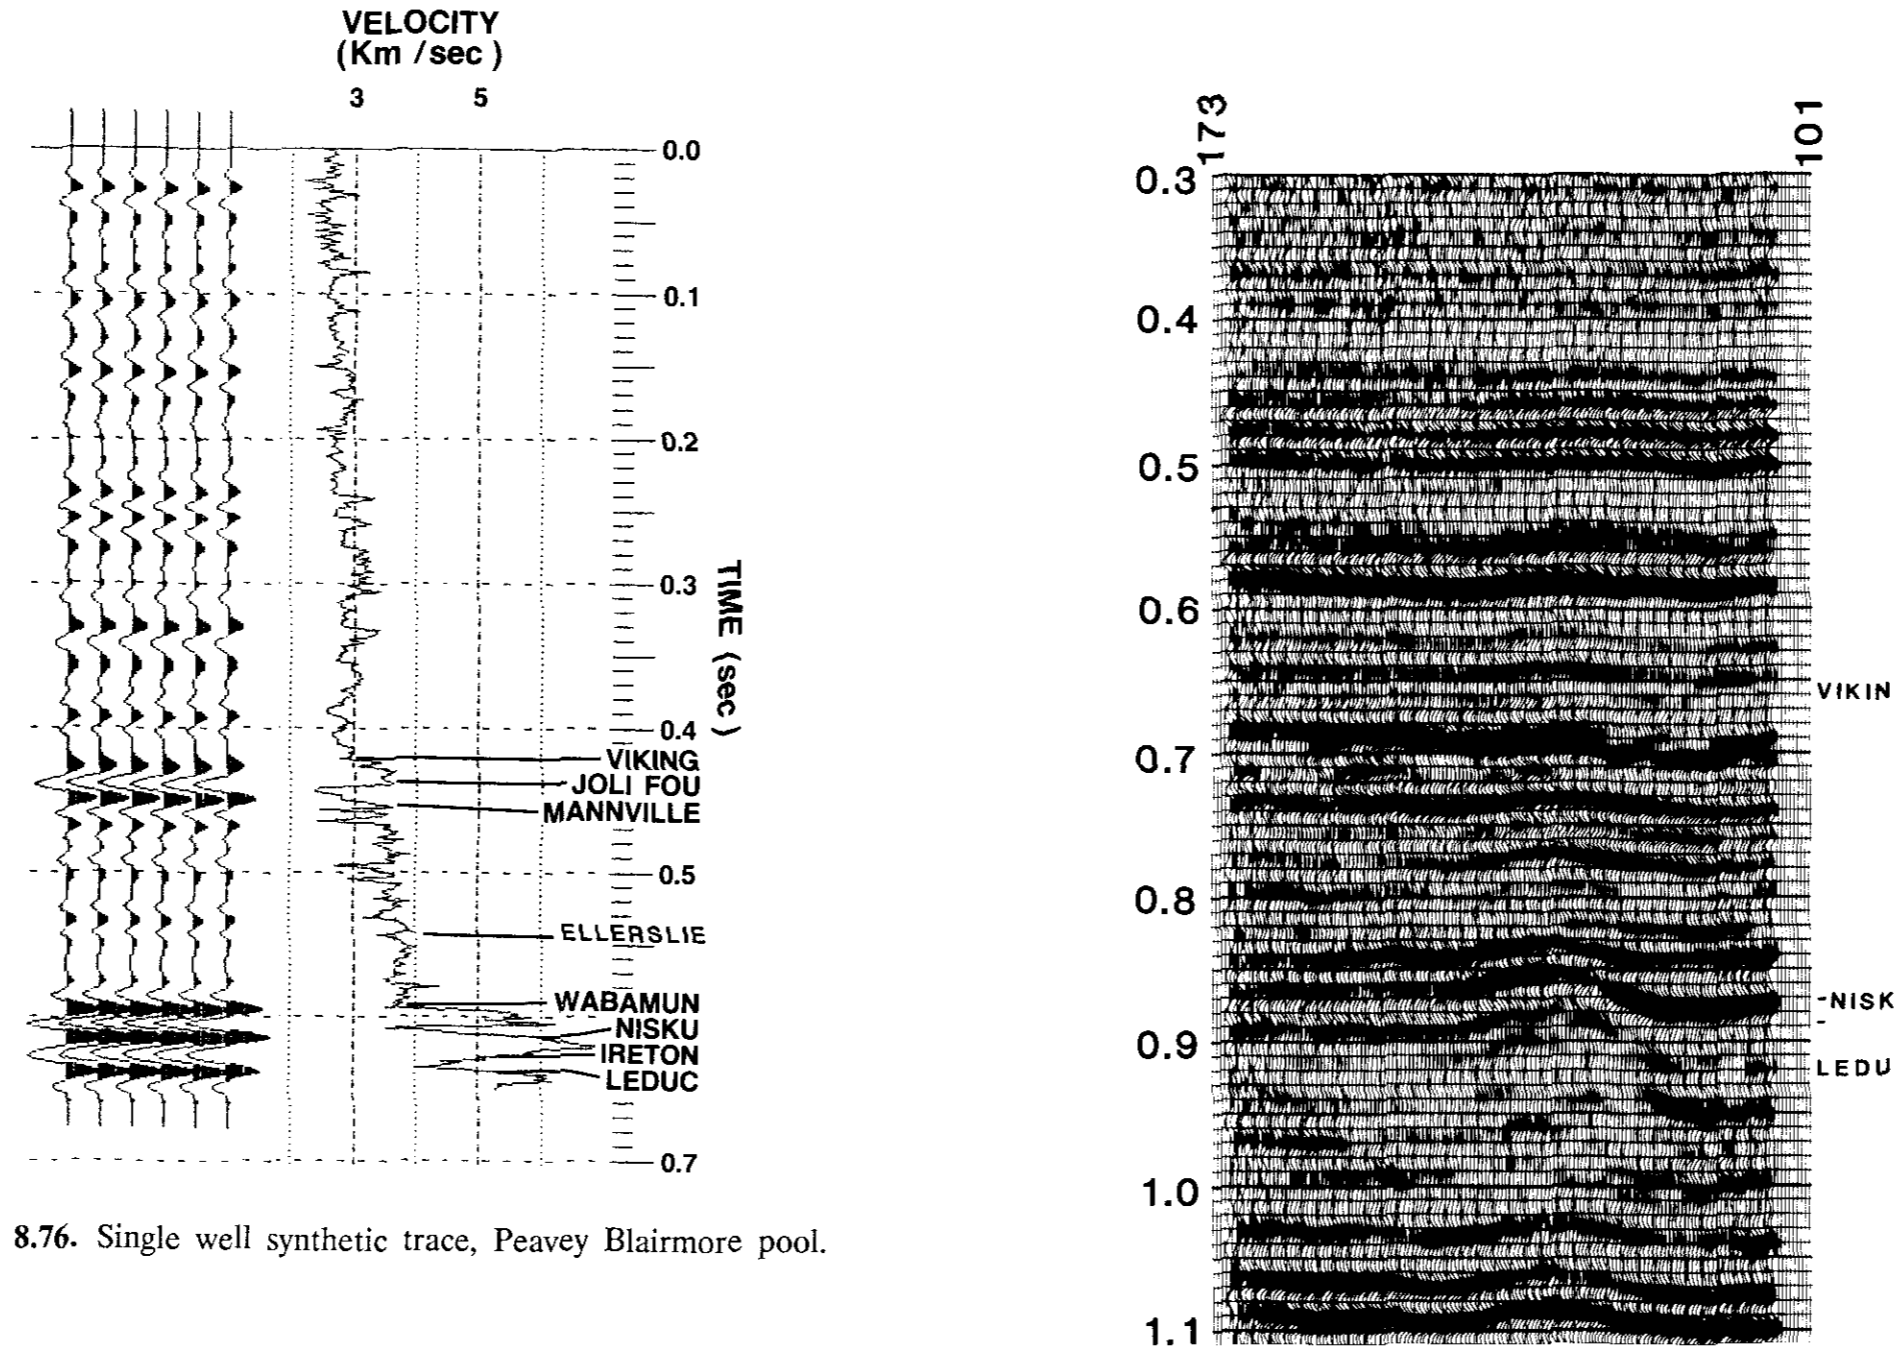 VELOCITY
(Km /sec )
3 5
0.0
0.1
0.2
0.3
TIME (sec )
0.4
VIKING
JOLI FOU
MANNVILLE
0.5
ELLERSLIE
WABAMUN
NISKU
IRETON
LEDUC
0.7
8.76. Single well synthetic trace, Peavey Blairmore pool.
173 101
0.3
0.4
0.5
0.6
VIKIN
0.7
0.8
-NISK
-
0.9
LEDU
1.0
1.1